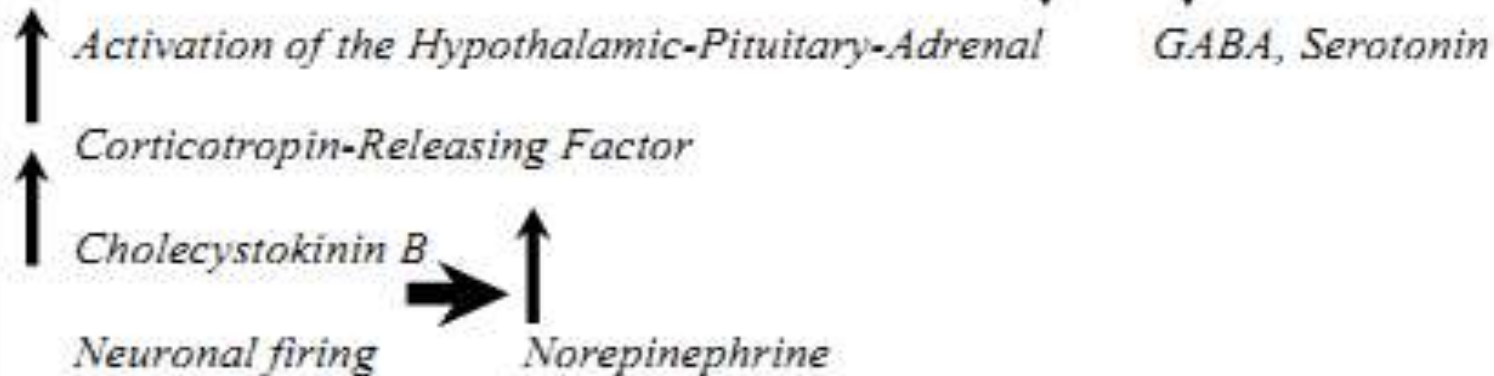 Activation of the Hypothalamic-Pituitary-Adrenal GABA, Serotonin
Corticotropin-Releasing Factor
Cholecystokinin B
Neuronal firing Norepinephrine